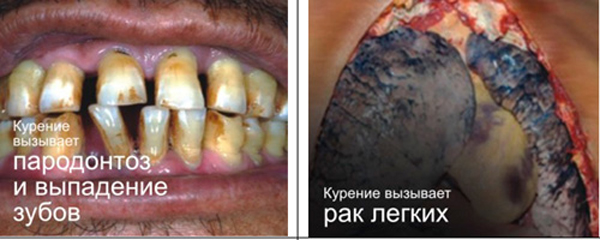 Курение
вызывает
пародонтоз
и выпадение
зубов
Курение вызывает
рак легких